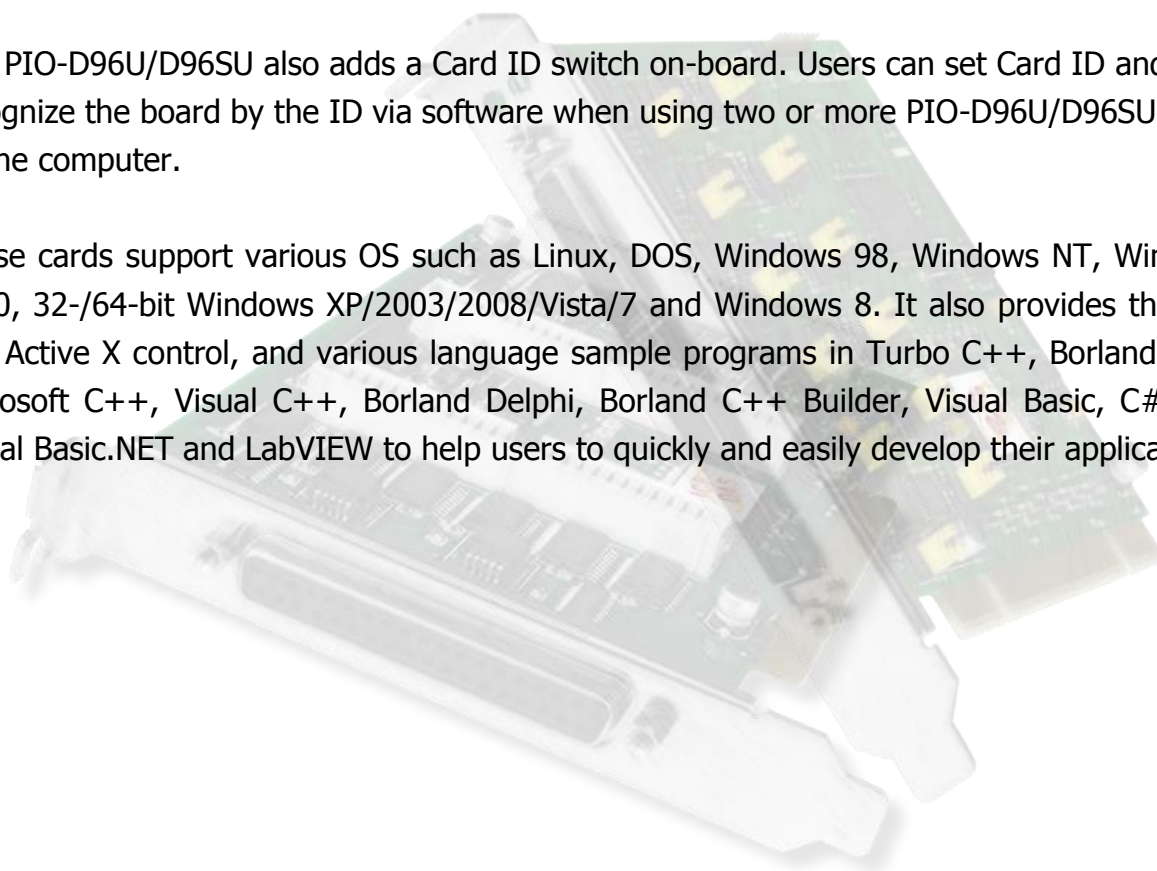 PIO-D96U/D96SU also adds a Card ID switch on-board. Users can set Card ID and
ognize the board by the ID via software when using two or more PIO-D96U/D96SU
ne computer.
se cards support various OS such as Linux, DOS, Windows 98, Windows NT, Win
0, 32-/64-bit Windows XP/2003/2008/Vista/7 and Windows 8. It also provides th
Active X control, and various language sample programs in Turbo C++, Borland
osoft C++, Visual C++, Borland Delphi, Borland C++ Builder, Visual Basic, C#
al Basic.NET and LabVIEW to help users to quickly and easily develop their applica